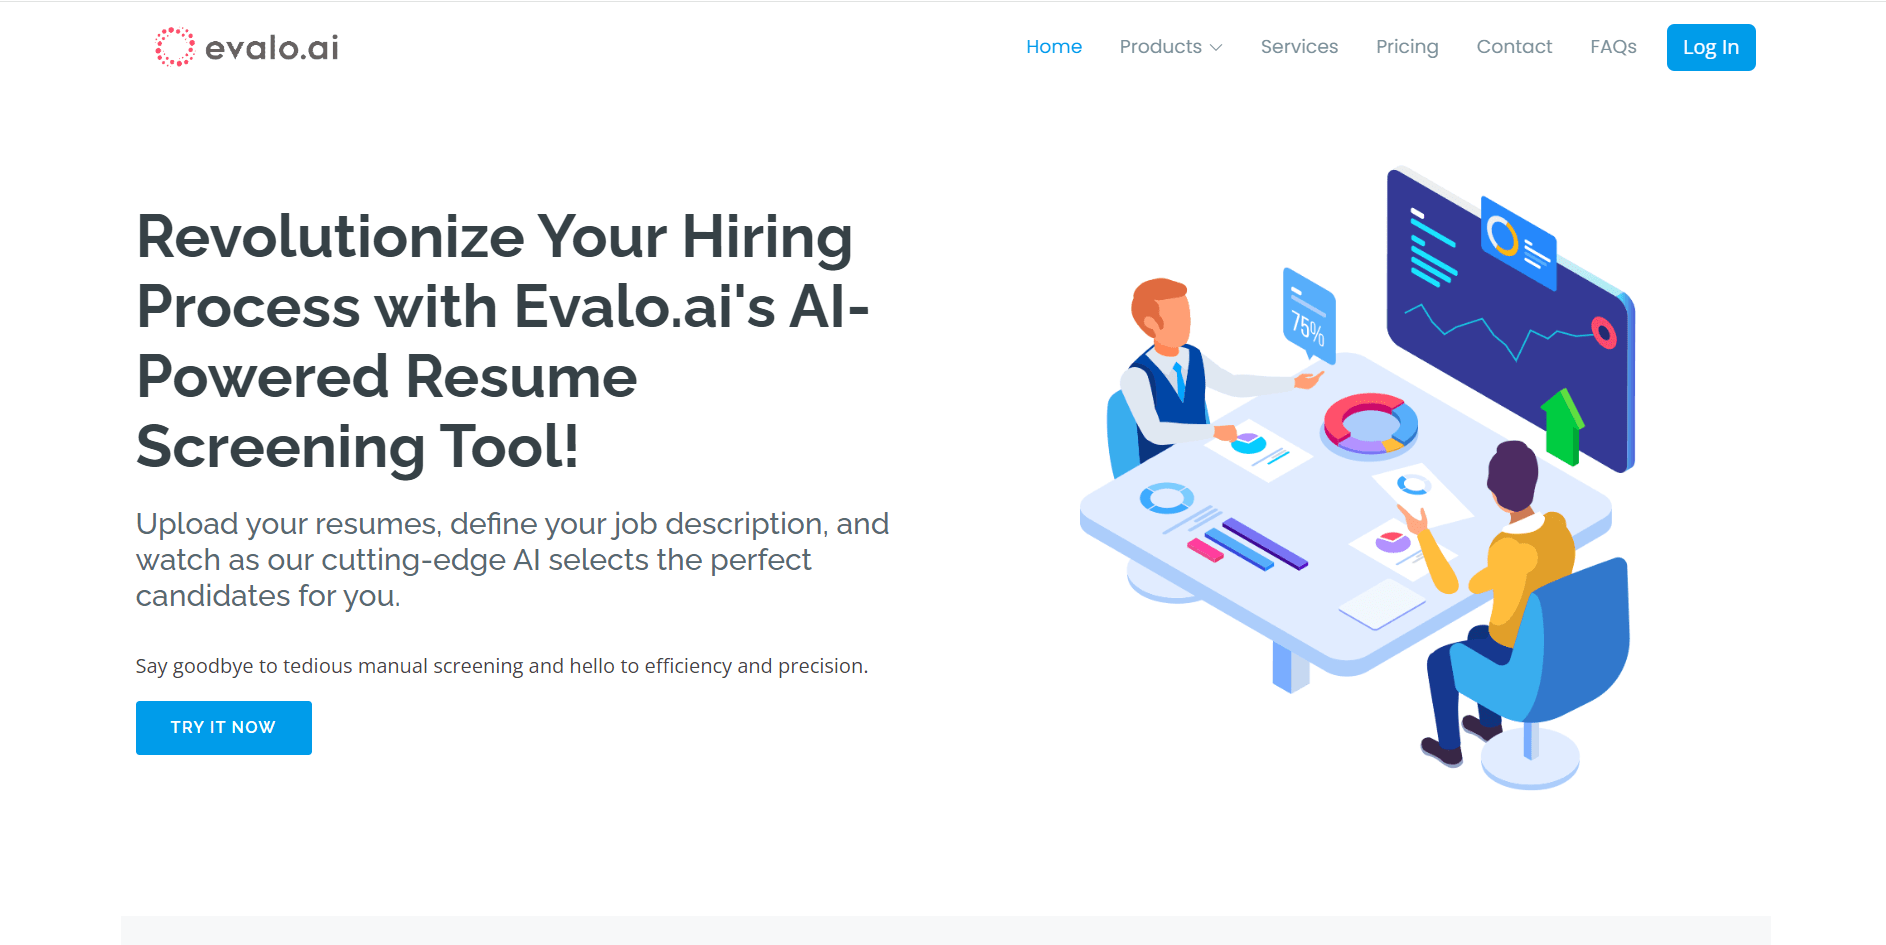 evalo.ai
Home Products Services Pricing Contact FAQs Log In
Revolutionize Your Hiring
Process with Evalo.ai's AI-
Powered Resume
Screening Tool!
Upload your resumes, define your job description, and
watch as our cutting-edge AI selects the perfect
candidates for you.
Say goodbye to tedious manual screening and hello to efficiency and precision.
TRY IT NOW
75%